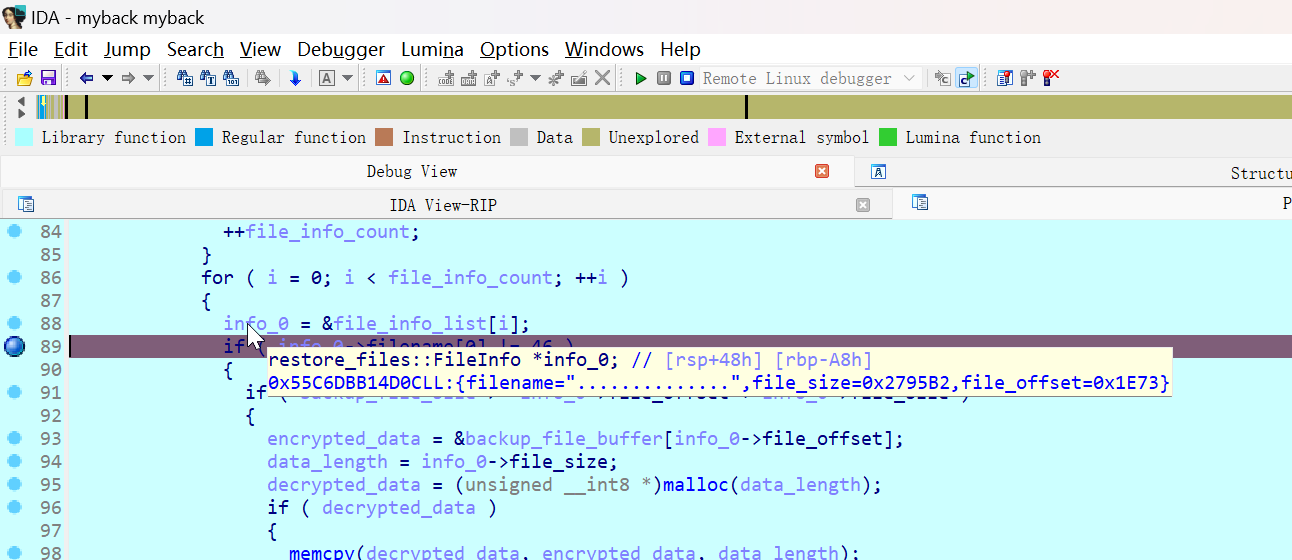 IDA - myback myback
File Edit Jump Search View Debugger Lumina Options Windows Help
Remote Linux debugger
Library function Regular function Instruction Data Unexplored External symbol Lumina function
Debug View Structu
IDA View-RIP P
84 ++file_info_count;
85 }
86 for ( i = 0; i < file_info_count; ++i )
87 {
88 info_0 = &file_info_list[i];
89 if ( info_0->filename[0] != 46 )
restore_files::FileInfo *info_0; // [rsp+48h] [rbp-A8h]
90 {
0x55C6DBB14D0CLL:{filename="..............",file_size=0x2795B2,file_offset=0x1E73}
91 if (
92 {
93 encrypted_data = &backup_file_buffer[info_0->file_offset];
94 data_length = info_0->file_size;
95 decrypted_data = (unsigned __int8 *)malloc(data_length);
96 if ( decrypted_data )
97 {
98 memcpy(decrypted_data, encrypted_data, data_length);